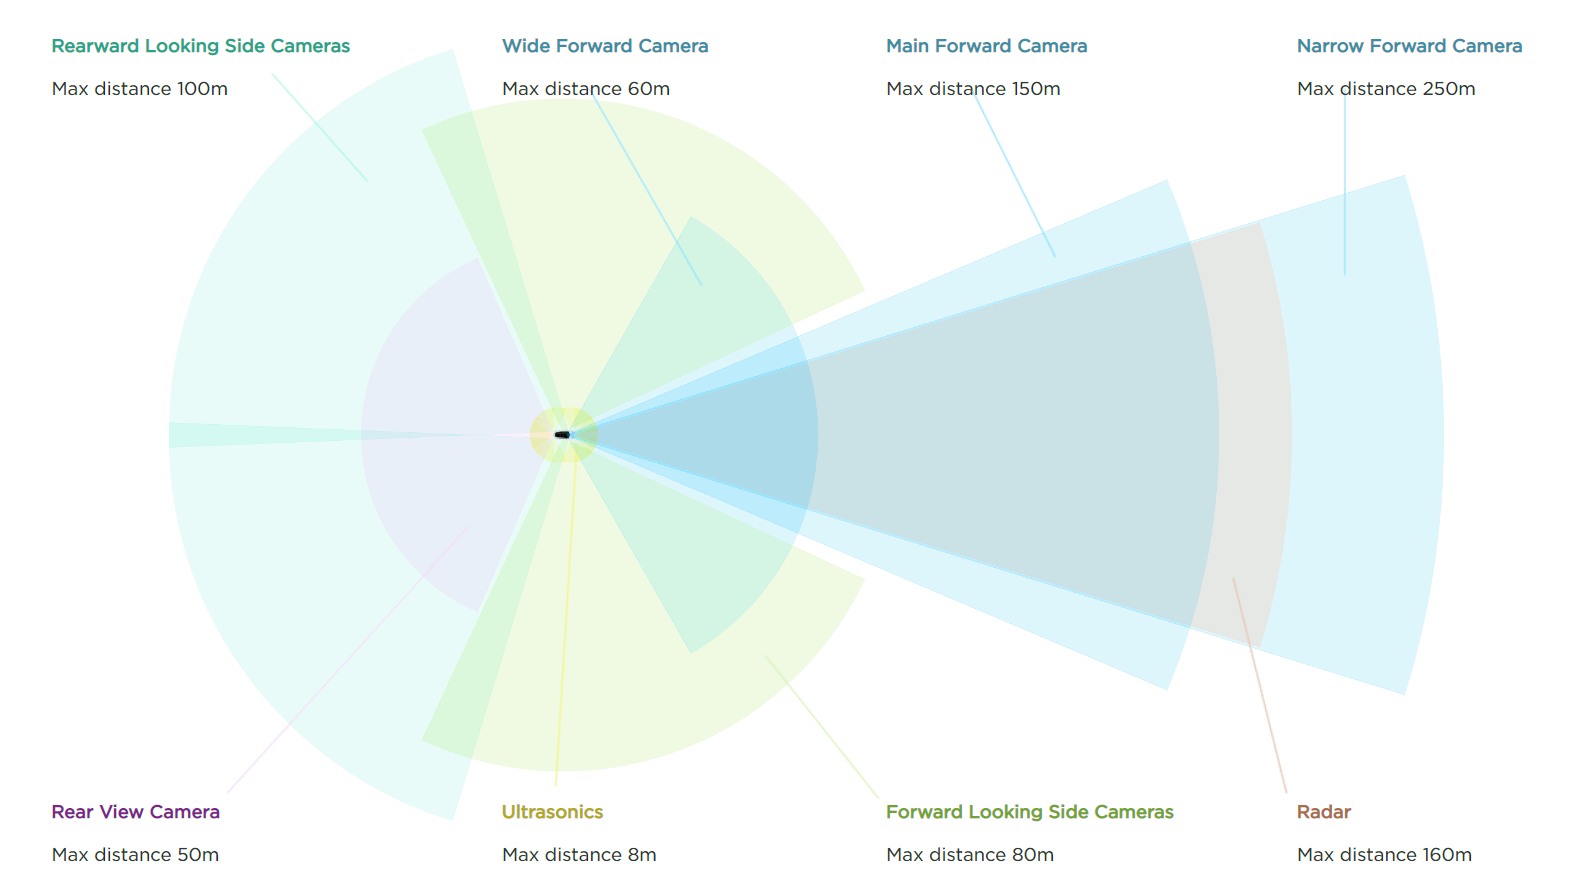 Rearward Looking Side Cameras
Max distance 100m
Wide Forward Camera
Max distance 60m
Main Forward Camera
Max distance 150m
Narrow Forward Camera
Max distance 250m
Rear View Camera
Max distance 50m
Ultrasonics
Max distance 8m
Forward Looking Side Cameras
Max distance 80m
Radar
Max distance 160m